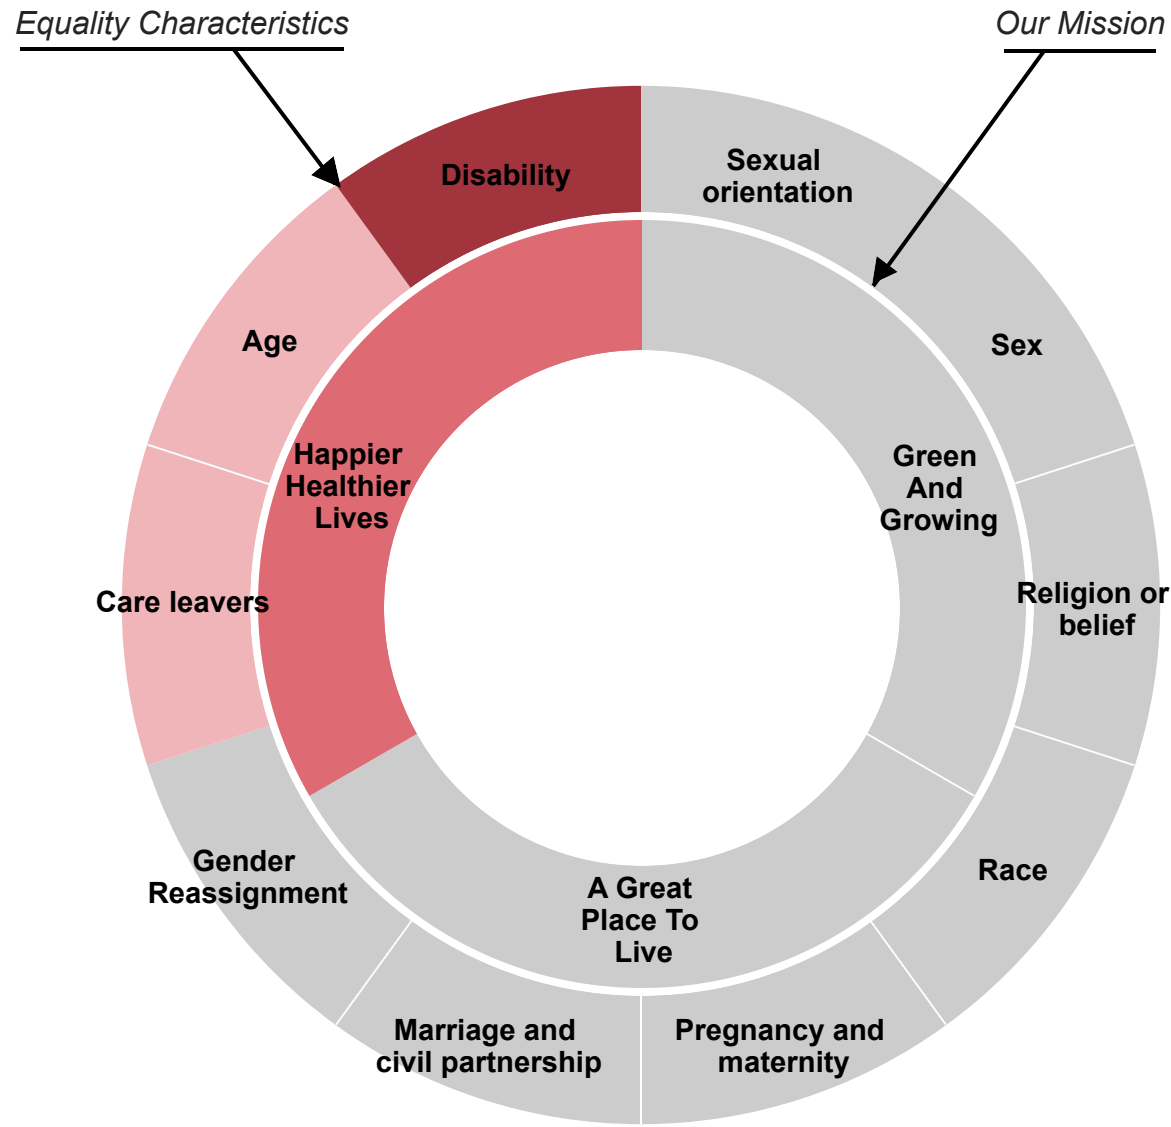 Equality Characteristics
Our Mission
Disability
Sexual
orientation
Age
Sex
Happier
Healthier
Lives
Green
And
Growing
Care leavers
Religion or
belief
Gender
Reassignment
Race
A Great
Place To
Live
Marriage and
civil partnership
Pregnancy and
maternity